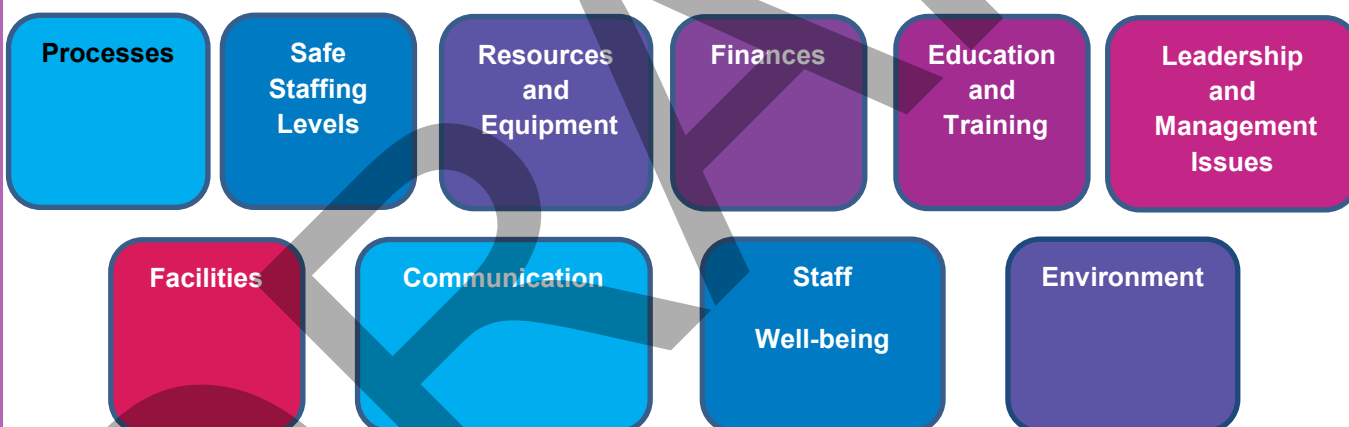 Processes
Safe
Staffing
Levels
Resources
and
Equipment
Finances
Education
and
Training
Leadership
and
Management
Issues
Facilities
Communication
Staff
Well-being
Environment